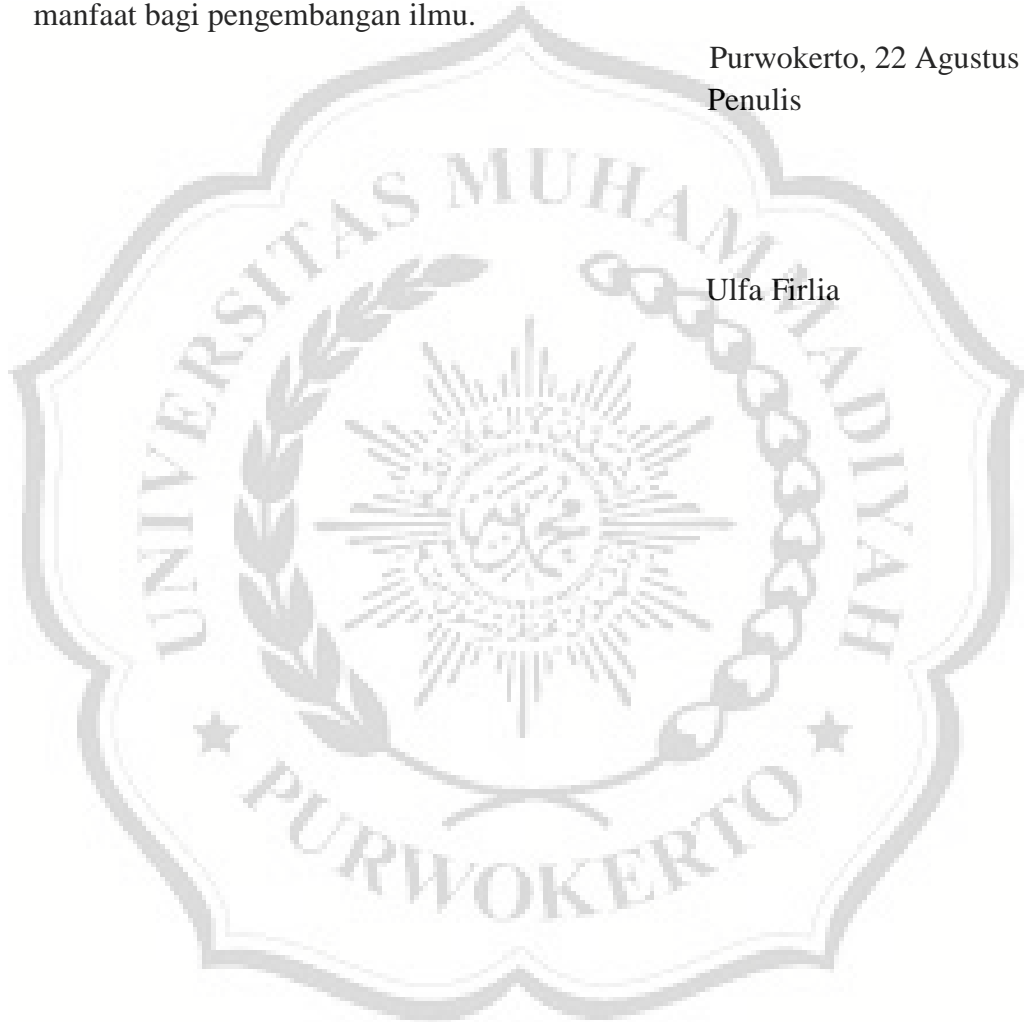 manfaat bagi pengembangan ilmu.
Purwokerto, 22 Agustus
Penulis
Ulfa Firlia
UNIVERSITAS MUHAMMADIYAH
PURWOKERTO